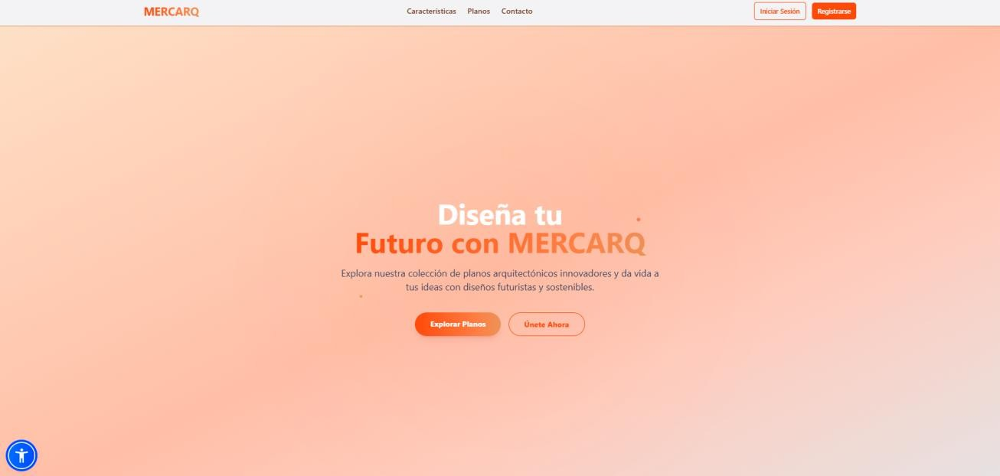 MERCARQ
Características
Planos
Contacto
Iniciar Sesión
Registrarse
Diseña tu
Futuro con MERCARQ
Explora nuestra colección de planos arquitectónicos innovadores y da vida a
tus ideas con diseños futuristas y sostenibles.
Explorar Planos
Únete Ahora